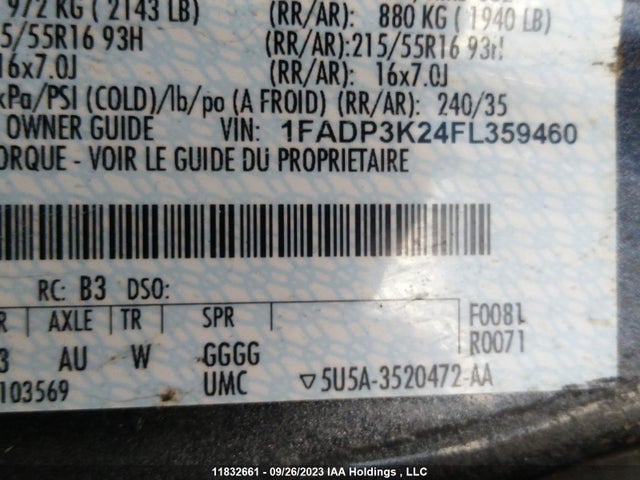 972 KG ( 2143 LB) (RR/AR): 880 KG ( 1940 LB)
5/55R16 93H (RR/AR): 215/55R16 93H
16x7.0J (RR/AR): 16x7.0J
kPa/PSI (COLD)/lb/po (A FROID) (RR/AR): 240/35
OWNER GUIDE VIN: 1FADP3K24FL359460
ORQUE - VOIR LE GUIDE DU PROPRIETAIRE
RC: B3 DSO:
R AXLE TR SPR F0081
R0071
3 AU W GGGG
103569 UMC ▽5U5A-3520472-AA
11832661 - 09/26/2023 IAA Holdings , LLC